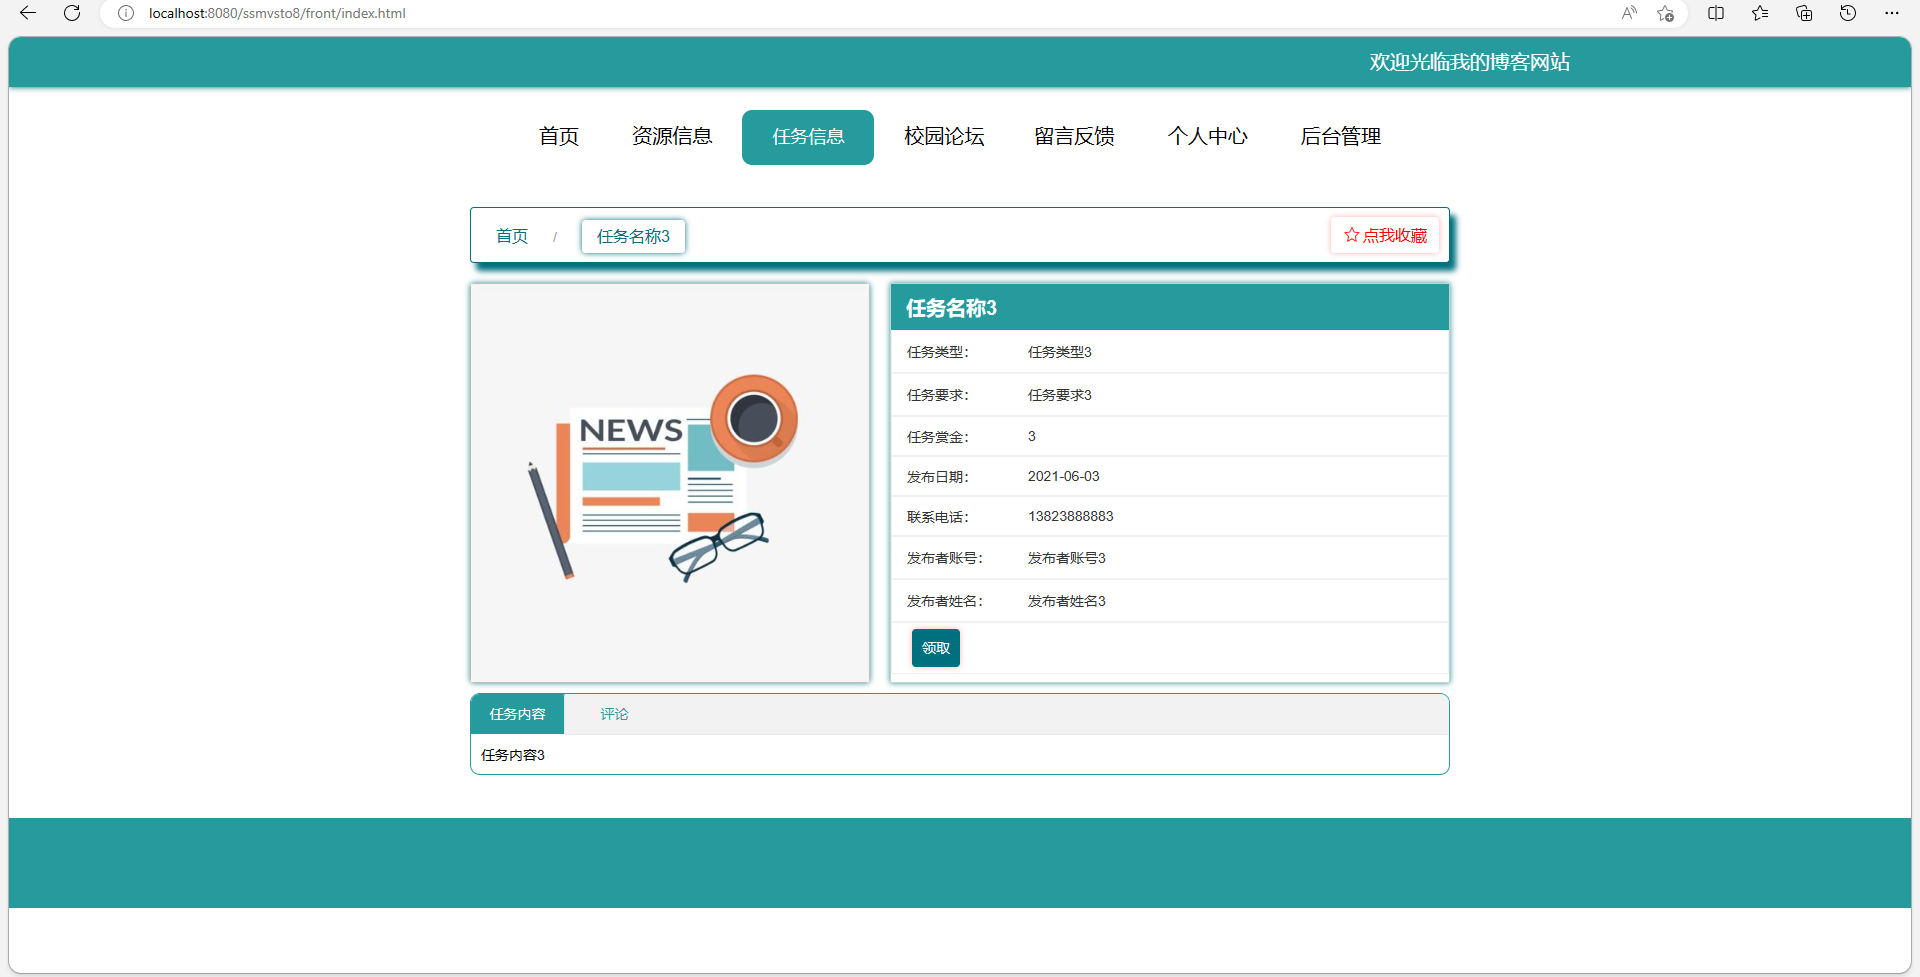 localhost:8080/ssmvsto8/front/index.html
欢迎光临我的博客网站
首页 资源信息 任务信息 校园论坛 留言反馈 个人中心 后台管理
首页 / 任务名称3 点我收藏
NEWS
任务名称3
任务类型： 任务类型3
任务要求： 任务要求3
任务赏金： 3
发布日期： 2021-06-03
联系电话： 13823888883
发布者账号： 发布者账号3
发布者姓名： 发布者姓名3
领取
任务内容 评论
任务内容3